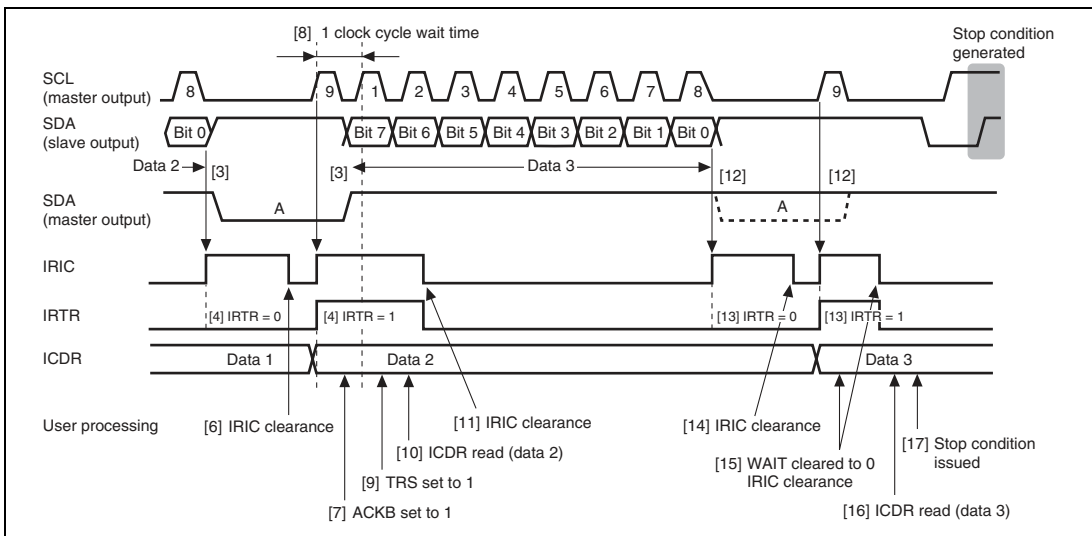 [8] 1 clock cycle wait time
Stop condition
generated
SCL
(master output)
8 9 1 2 3 4 5 6 7 8 9
SDA
(slave output)
Bit 0 Bit 7 Bit 6 Bit 5 Bit 4 Bit 3 Bit 2 Bit 1 Bit 0
Data 2 [3] [3] Data 3 [12] [12]
SDA
(master output)
A A
IRIC
IRTR
[4] IRTR = 0 [4] IRTR = 1 [13] IRTR = 0 [13] IRTR = 1
ICDR
Data 1 Data 2 Data 3
User processing
[6] IRIC clearance
[11] IRIC clearance
[14] IRIC clearance
[17] Stop condition
issued
[10] ICDR read (data 2)
[15] WAIT cleared to 0
IRIC clearance
[9] TRS set to 1
[7] ACKB set to 1
[16] ICDR read (data 3)